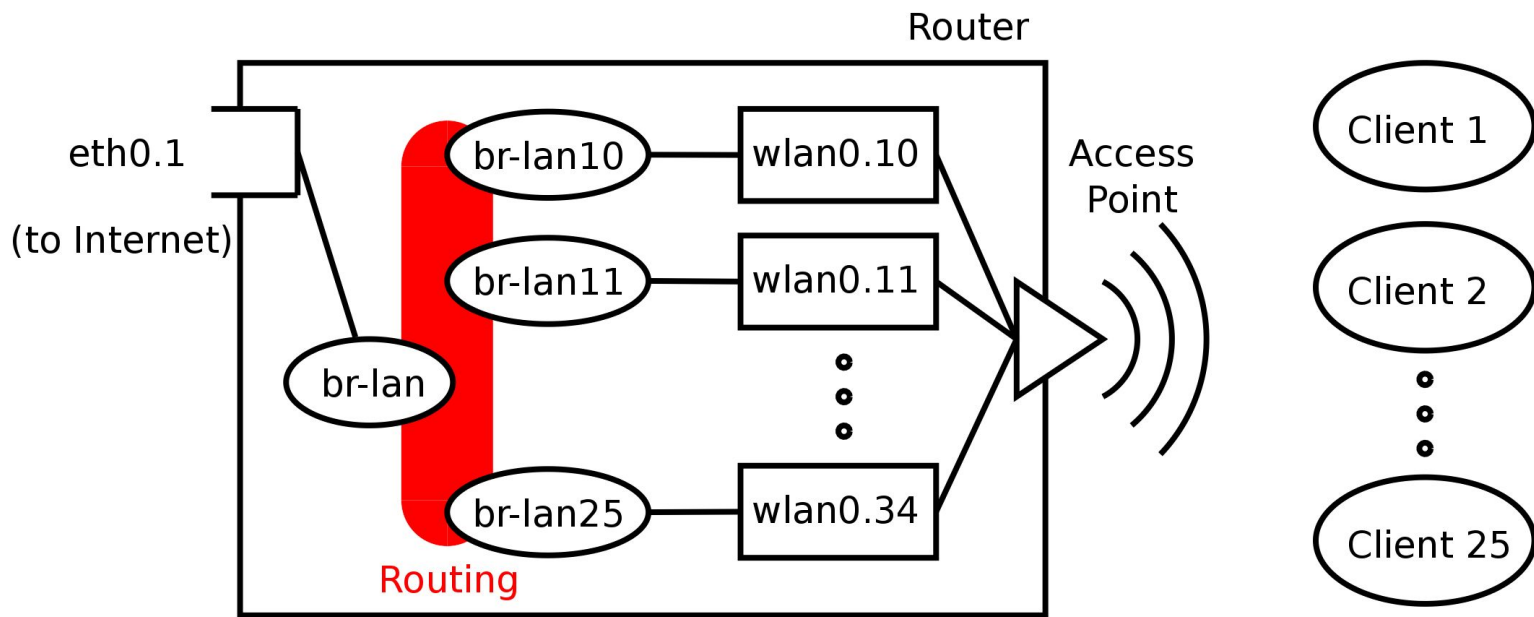 Router
eth0.1
(to Internet)
br-lan10
wlan0.10
br-lan11
wlan0.11
br-lan
br-lan25
wlan0.34
Routing
Access
Point
Client 1
Client 2
Client 25